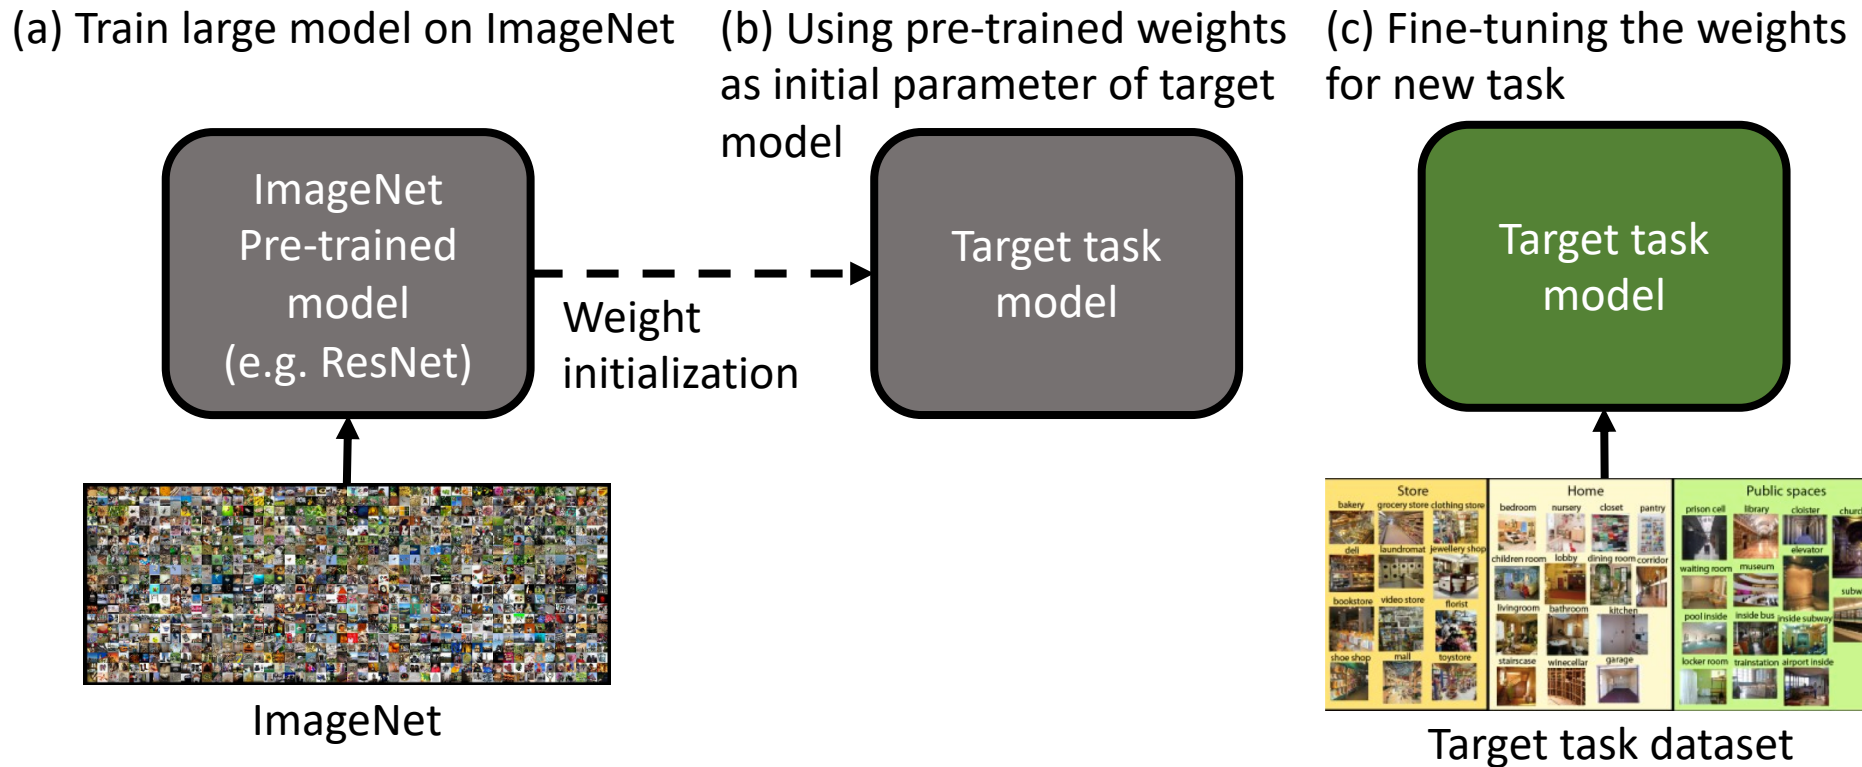 (a) Train large model on ImageNet
(b) Using pre-trained weights
as initial parameter of target
model
(c) Fine-tuning the weights
for new task
ImageNet
Pre-trained
model
(e.g. ResNet)
Weight
initialization
Target task
model
Target task
model
ImageNet
Store
bakery grocery store clothing store
deli laundromat jewellery shop
bookstore video store florist
shoe shop mall toystore
Home
bedroom nursery closet pantry
children room lobby dining room corridor
livingroom bathroom kitchen
stairscase winecellar garage
Public spaces
prison cell library cloister churc
waiting room museum elevator
pool inside inside bus inside subway subw
locker room trainstation airport inside
Target task dataset